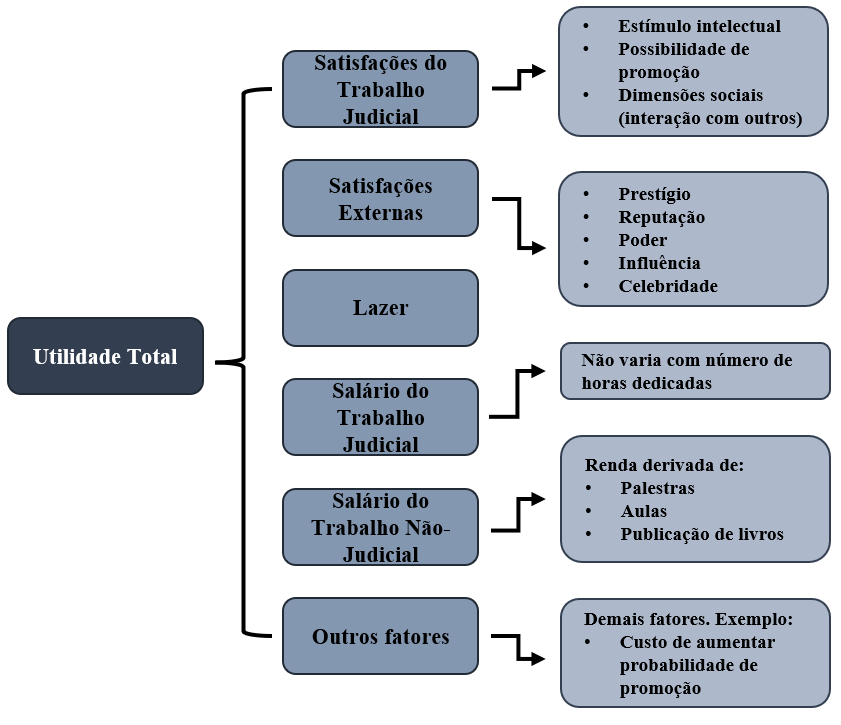 Utilidade Total
Satisfações do
Trabalho
Judicial
• Estímulo intelectual
• Possibilidade de
promoção
• Dimensões sociais
(interação com outros)
Satisfações
Externas
• Prestígio
• Reputação
• Poder
• Influência
• Celebridade
Lazer
Salário do
Trabalho
Judicial
Não varia com número de
horas dedicadas
Salário do
Trabalho Não-
Judicial
Renda derivada de:
• Palestras
• Aulas
• Publicação de livros
Outros fatores
Demais fatores. Exemplo:
• Custo de aumentar
probabilidade de
promoção